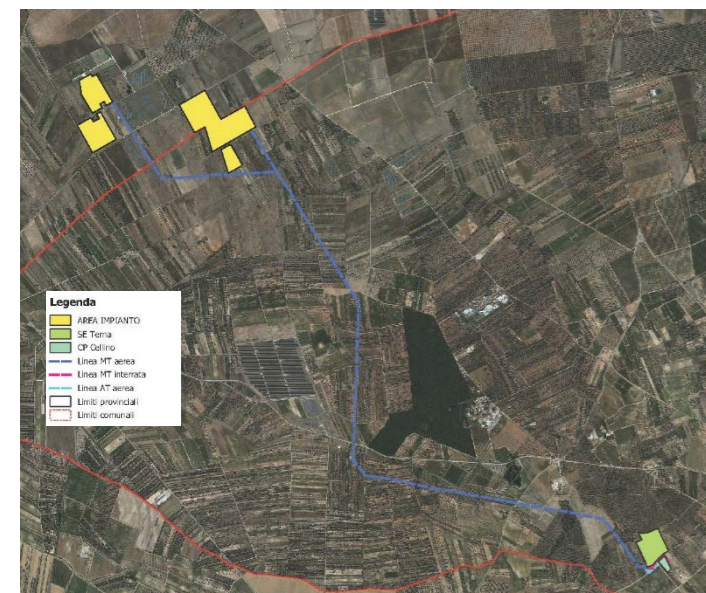 Legenda
AREA IMPIANTO
SE Terna
CP Cellino
Linea MT aerea
Linea MT interrata
Linea AT aerea
Limiti provinciali
Limiti comunali